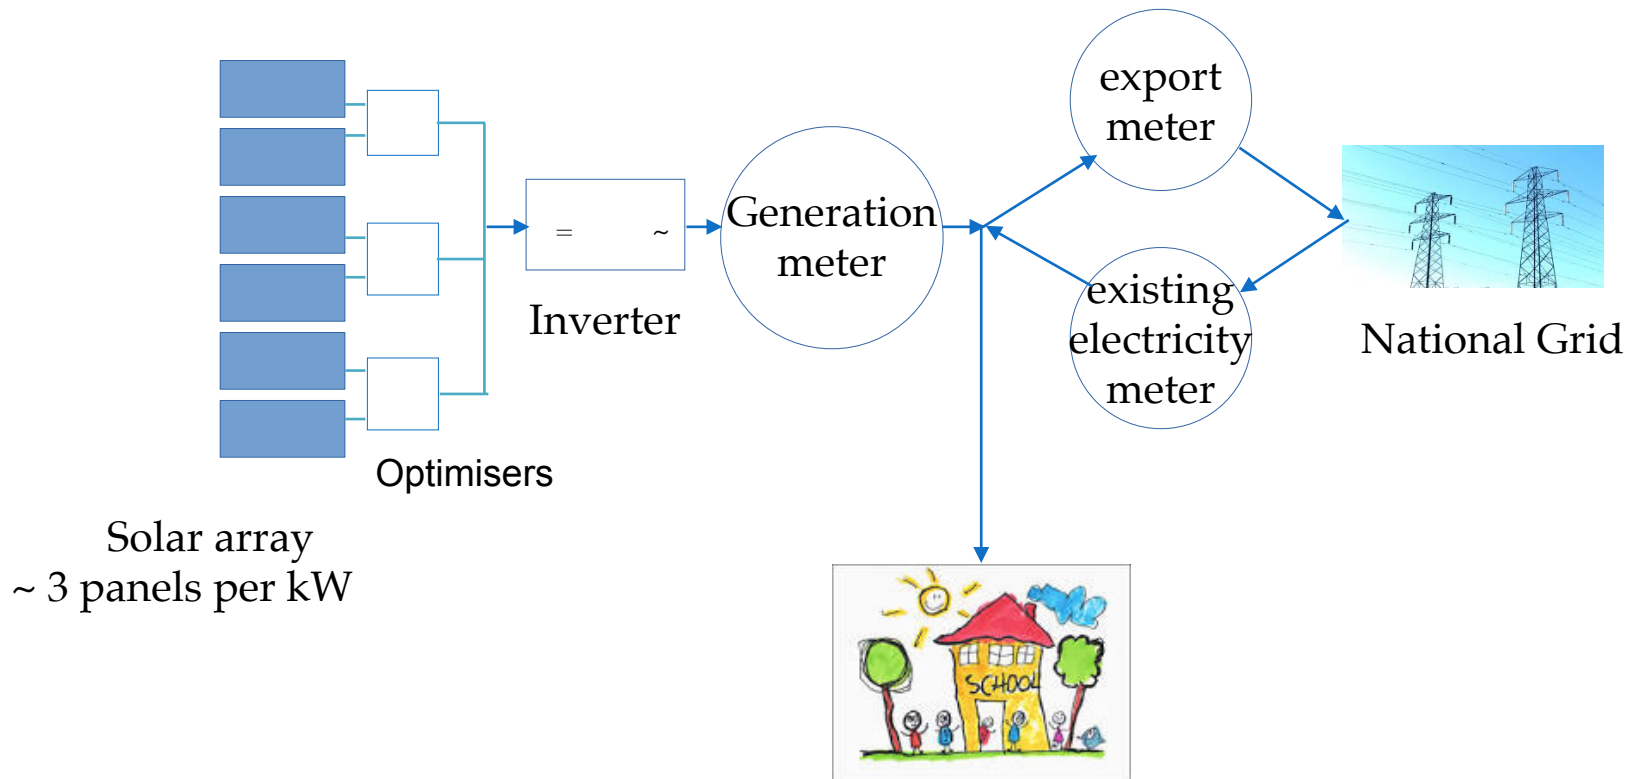 export
meter
Generation
meter
= ~
Inverter
existing
electricity
meter
National Grid
Optimisers
Solar array
~ 3 panels per kW
SCHOOL